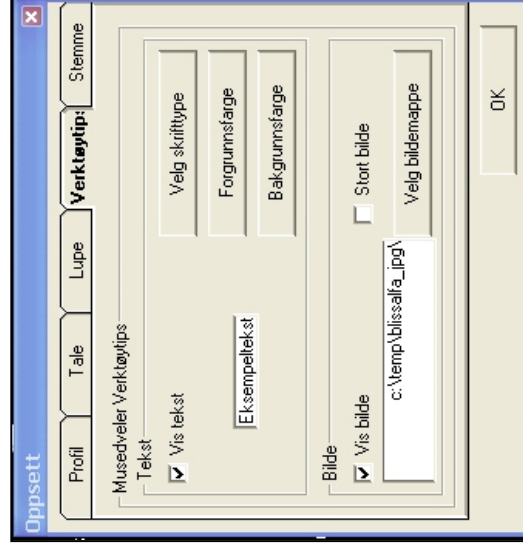 Oppsett
Profil
Tale
Lupe
Verktøytips
Stemme
Musedveler Verktøytips
Tekst
Vis tekst
Velg skrifttype
Eksempeltekst
Forgrunnsfarge
Bakgrunnsfarge
Bilde
Vis bilde
Stort bilde
c:\temp\blissalfa_jpg\
Velg bildemappe
OK